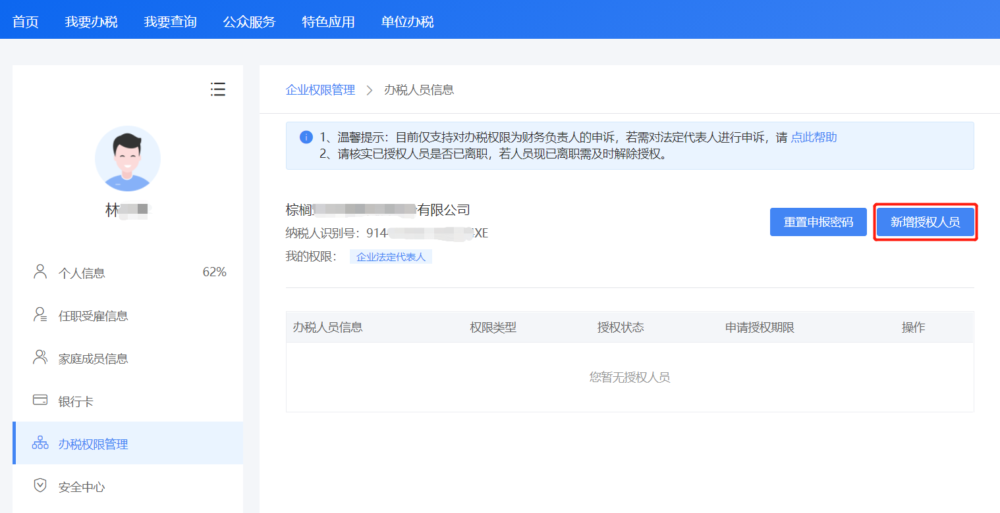 首页 我要办税 我要查询 公众服务 特色应用 单位办税
企业权限管理 > 办税人员信息
1、温馨提示：目前仅支持对办税权限为财务负责人的申诉，若需对法定代表人进行申诉，请 点此帮助
2、请核实已授权人员是否已离职，若人员现已离职需及时解除授权。
林
个人信息 62%
任职受雇信息
家庭成员信息
银行卡
办税权限管理
安全中心
棕榈 有限公司
纳税人识别号：914 XE
我的权限： 企业法定代表人
重置申报密码 新增授权人员
办税人员信息 权限类型 授权状态 申请授权期限 操作
您暂无授权人员